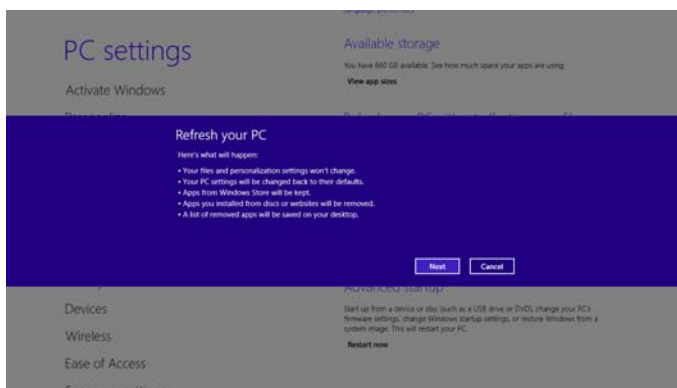 PC settings
Activate Windows
Available storage
You have 660 GB available. See how much space your apps are using.
View app sizes
Refresh your PC
Here's what will happen:
• Your files and personalization settings won't change.
• Your PC settings will be changed back to their defaults.
• Apps from Windows Store will be kept.
• Apps you installed from discs or websites will be removed.
• A list of removed apps will be saved on your desktop.
Next
Cancel
Devices
Wireless
Ease of Access
Advanced startup
Start up from a device or disc (such as a USB drive or DVD), change your PC's
firmware settings, change Windows startup settings, or restore Windows from a
system image. This will restart your PC.
Restart now